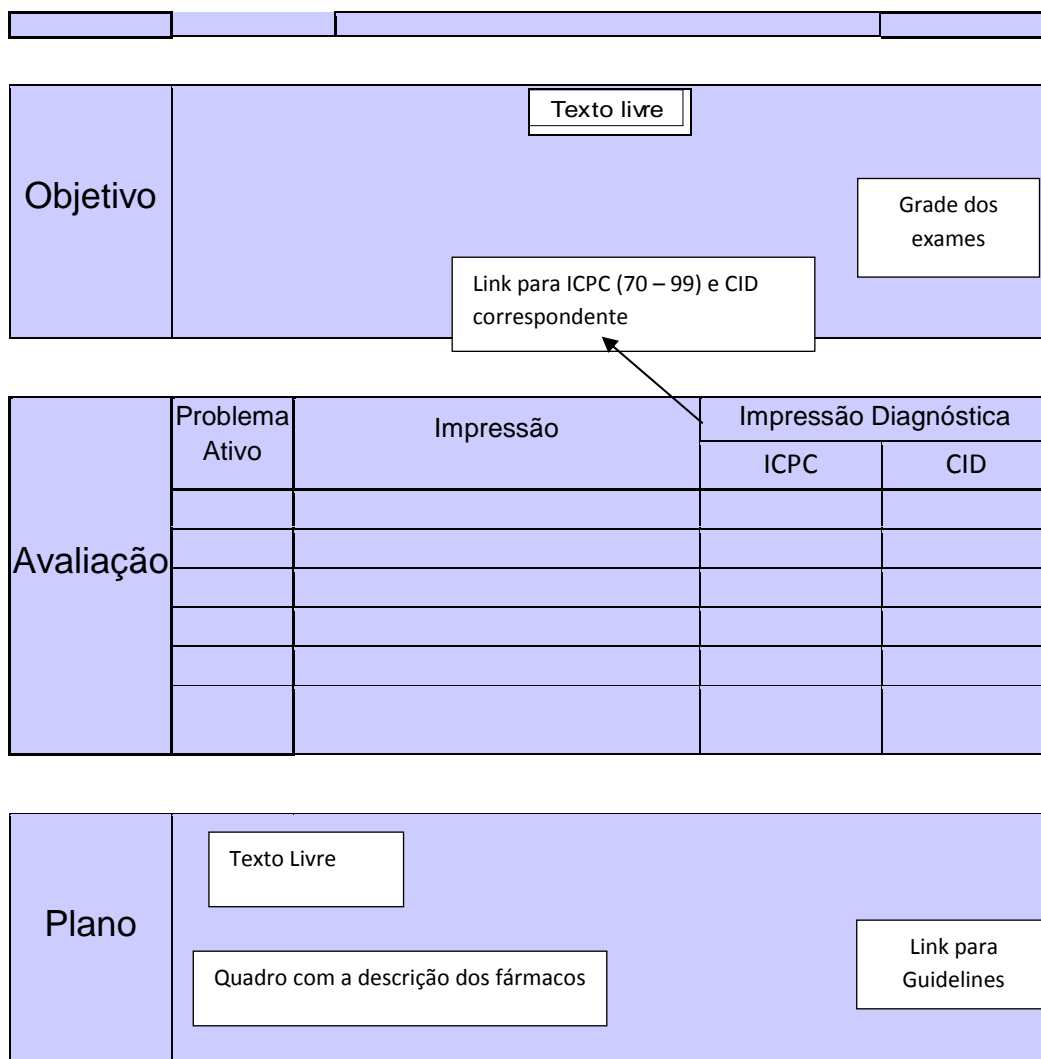 Texto livre
Objetivo
Grade dos
exames
Link para ICPC (70 – 99) e CID
correspondente
Problema
Ativo
Impressão
Impressão Diagnóstica
ICPC
CID
Avaliação
Texto Livre
Plano
Link para
Guidelines
Quadro com a descrição dos fármacos